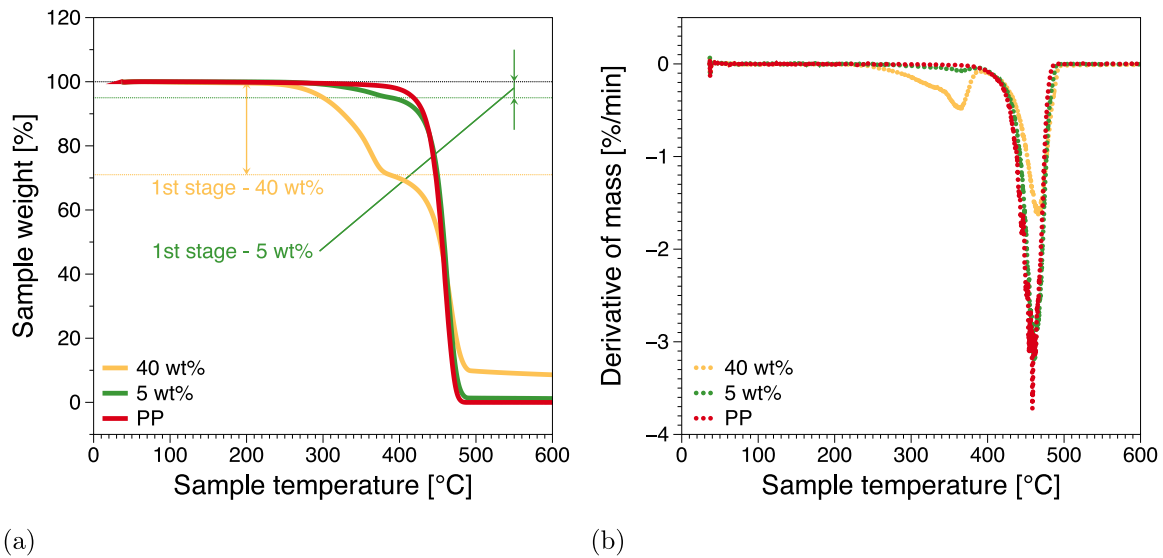 120
100
80
60
40
20
0
Sample weight [%]
1st stage - 40 wt%
1st stage - 5 wt%
40 wt%
5 wt%
PP
0 100 200 300 400 500 600
Sample temperature [°C]
(a)
0
−1
−2
−3
−4
Derivative of mass [%/min]
40 wt%
5 wt%
PP
0 100 200 300 400 500 600
Sample temperature [°C]
(b)